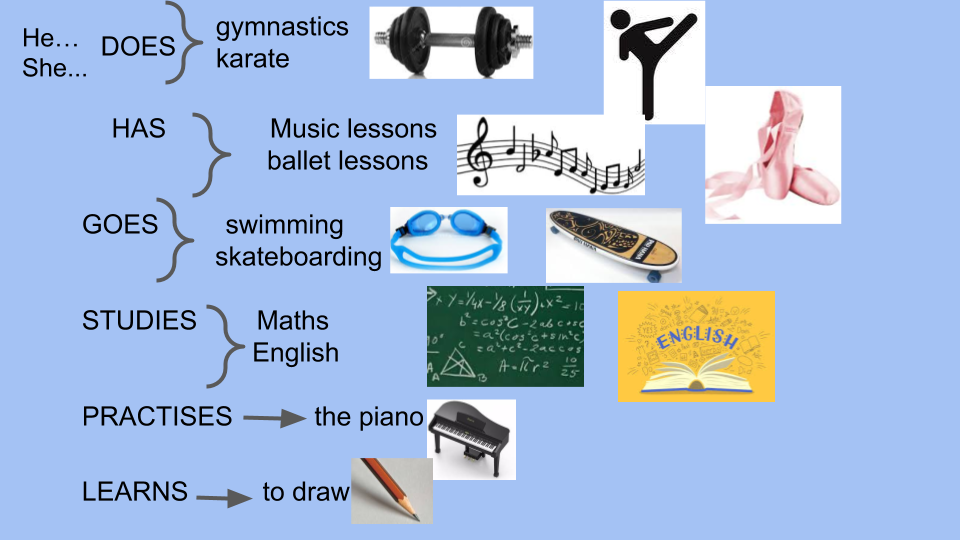 He…
She...
DOES
gymnastics
karate
HAS
Music lessons
ballet lessons
GOES
swimming
skateboarding
STUDIES
Maths
English
ENGLISH
PRACTISES
the piano
LEARNS
to draw